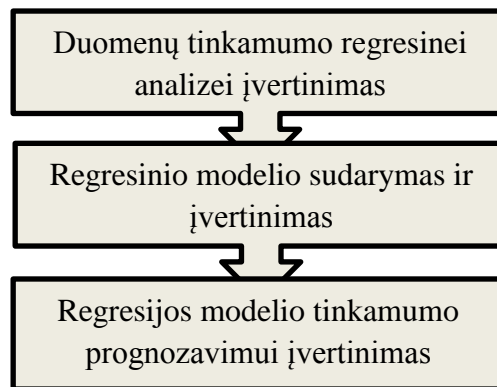 Duomenų tinkamumo regresinei
analizei įvertinimas
Regresinio modelio sudarymas ir
įvertinimas
Regresijos modelio tinkamumo
prognozavimui įvertinimas